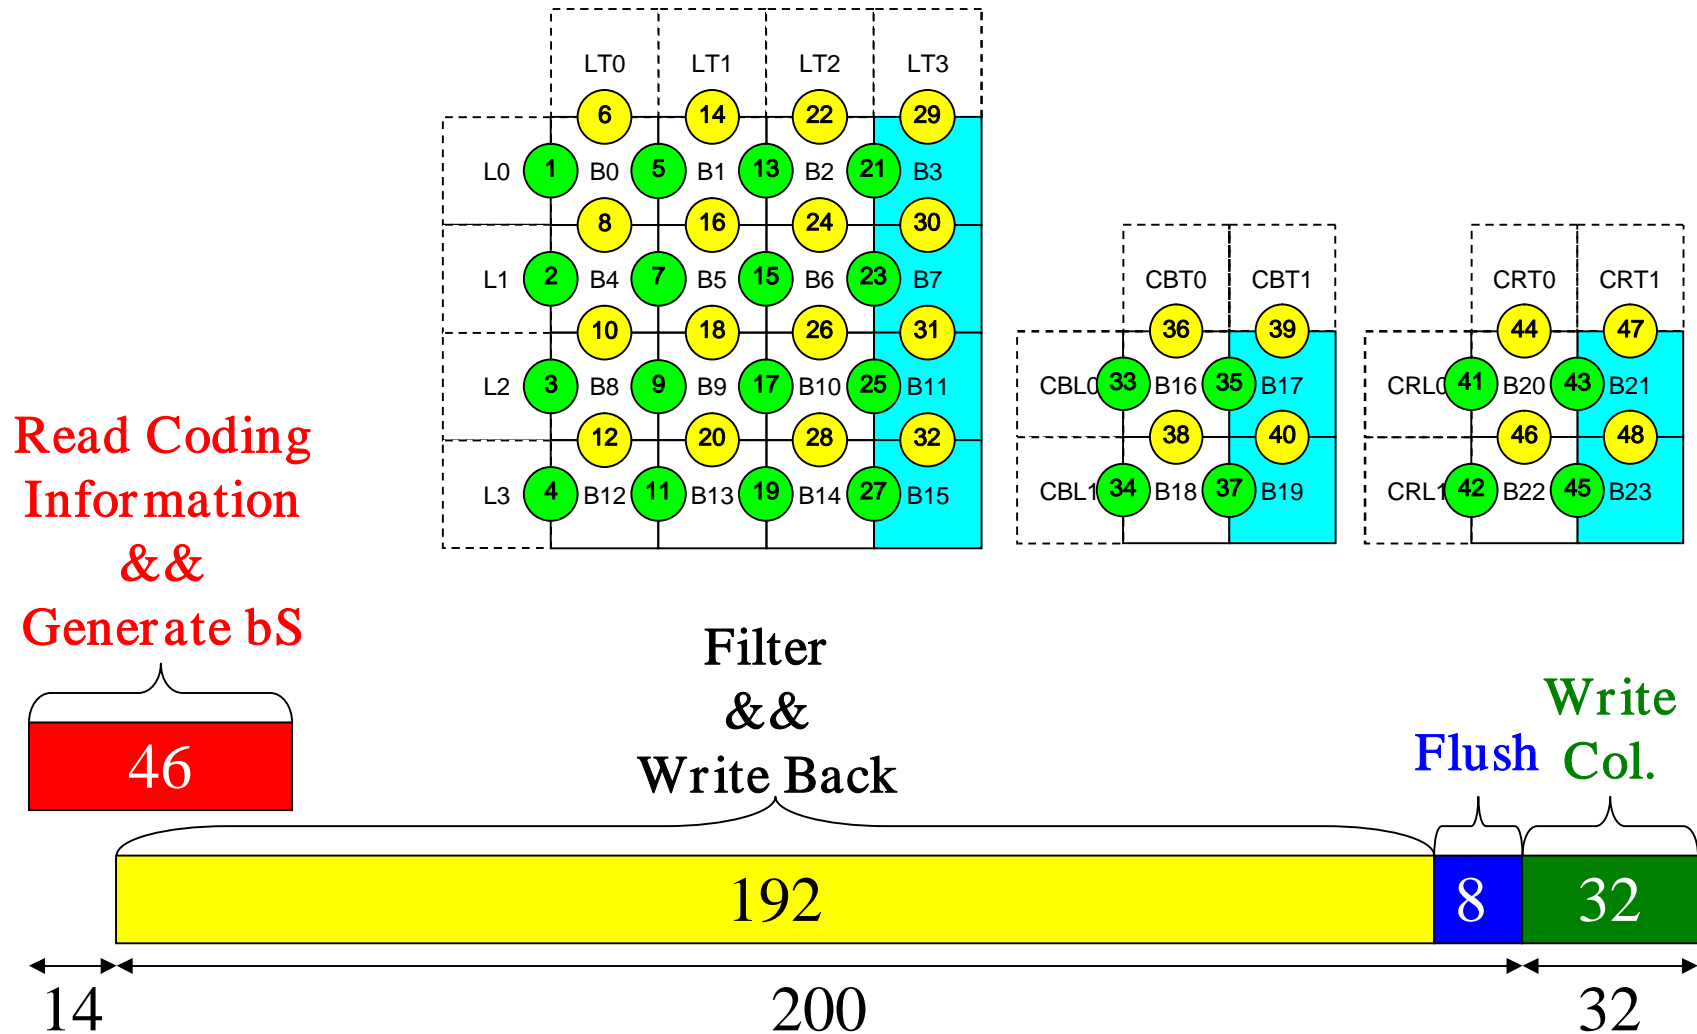 LT0 LT1 LT2 LT3
6 14 22 29
L0 1 B0 5 B1 13 B2 21 B3
8 16 24 30
L1 2 B4 7 B5 15 B6 23 B7
10 18 26 31
L2 3 B8 9 B9 17 B10 25 B11
12 20 28 32
L3 4 B12 11 B13 19 B14 27 B15
CBT0 CBT1
36 39
CBL0 33 B16 35 B17
38 40
CBL1 34 B18 37 B19
CRT0 CRT1
44 47
CRL0 41 B20 43 B21
46 48
CRL1 42 B22 45 B23
Read Coding
Information
&&
Generate bS
46
Filter
&&
Write Back
Flush
Write
Col.
192 8 32
14 200 32